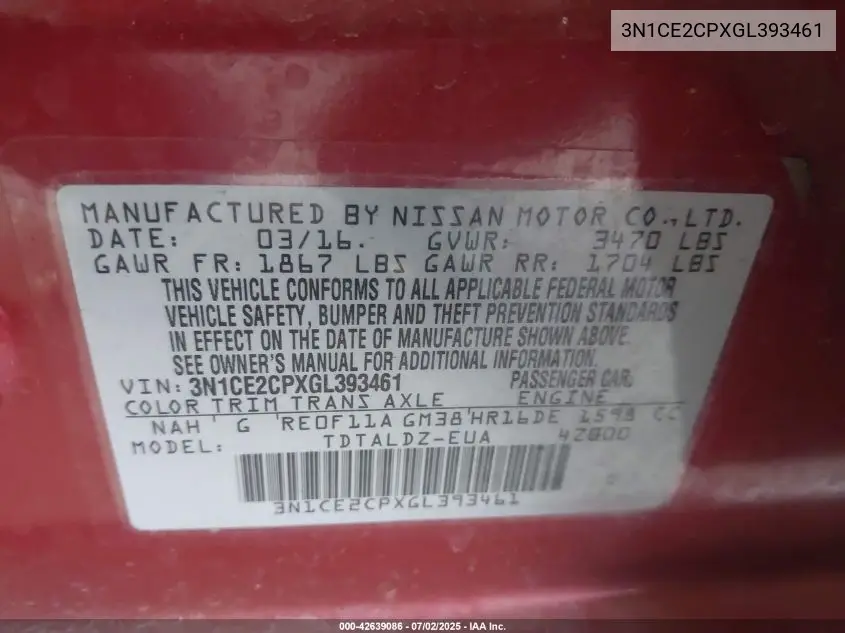 3N1CE2CPXGL393461
MANUFACTURED BY NISSAN MOTOR CO., LTD.
DATE: 03/16. GVWR: 3470 LBS
GAWR FR: 1867 LBS GAWR RR: 1704 LBS
THIS VEHICLE CONFORMS TO ALL APPLICABLE FEDERAL MOTOR
VEHICLE SAFETY, BUMPER AND THEFT PREVENTION STANDARDS
IN EFFECT ON THE DATE OF MANUFACTURE SHOWN ABOVE.
SEE OWNER'S MANUAL FOR ADDITIONAL INFORMATION.
VIN: 3N1CE2CPXGL393461 PASSENGER CAR.
COLOR TRIM TRANS AXLE ENGINE
NAH G RE0F11A GM38 HR16DE 1598 CC
MODEL: TDTALDZ-EUA 42000
3N1CE2CPXGL393461
000-42639086 - 07/02/2025 - IAA Inc.